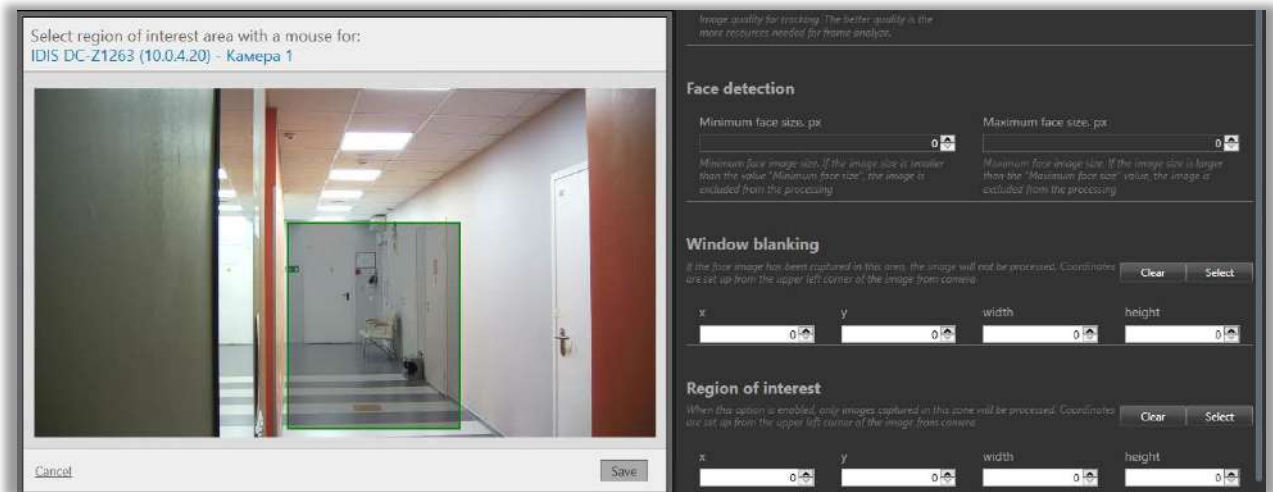 Select region of interest area with a mouse for:
IDIS DC-Z1263 (10.0.4.20) - Камера 1
Cancel
Save
Image quality for tracking. The better quality is the
more resources needed for frame analyze.
Face detection
Minimum face size, px
Maximum face size, px
0
0
Minimum face image size. If the image size is smaller
than the value "Minimum face size", the image is
excluded from the processing
Maximum face image size. If the image size is larger
than the "Maximum face size" value, the image is
excluded from the processing
Window blanking
If the face image has been captured in this area, the image will not be processed. Coordinates
are set up from the upper left corner of the image from camera
Clear
Select
x
y
width
height
0
0
0
0
Region of interest
When this option is enabled, only images captured in this zone will be processed. Coordinates
are set up from the upper left corner of the image from camera
Clear
Select
x
y
width
height
0
0
0
0